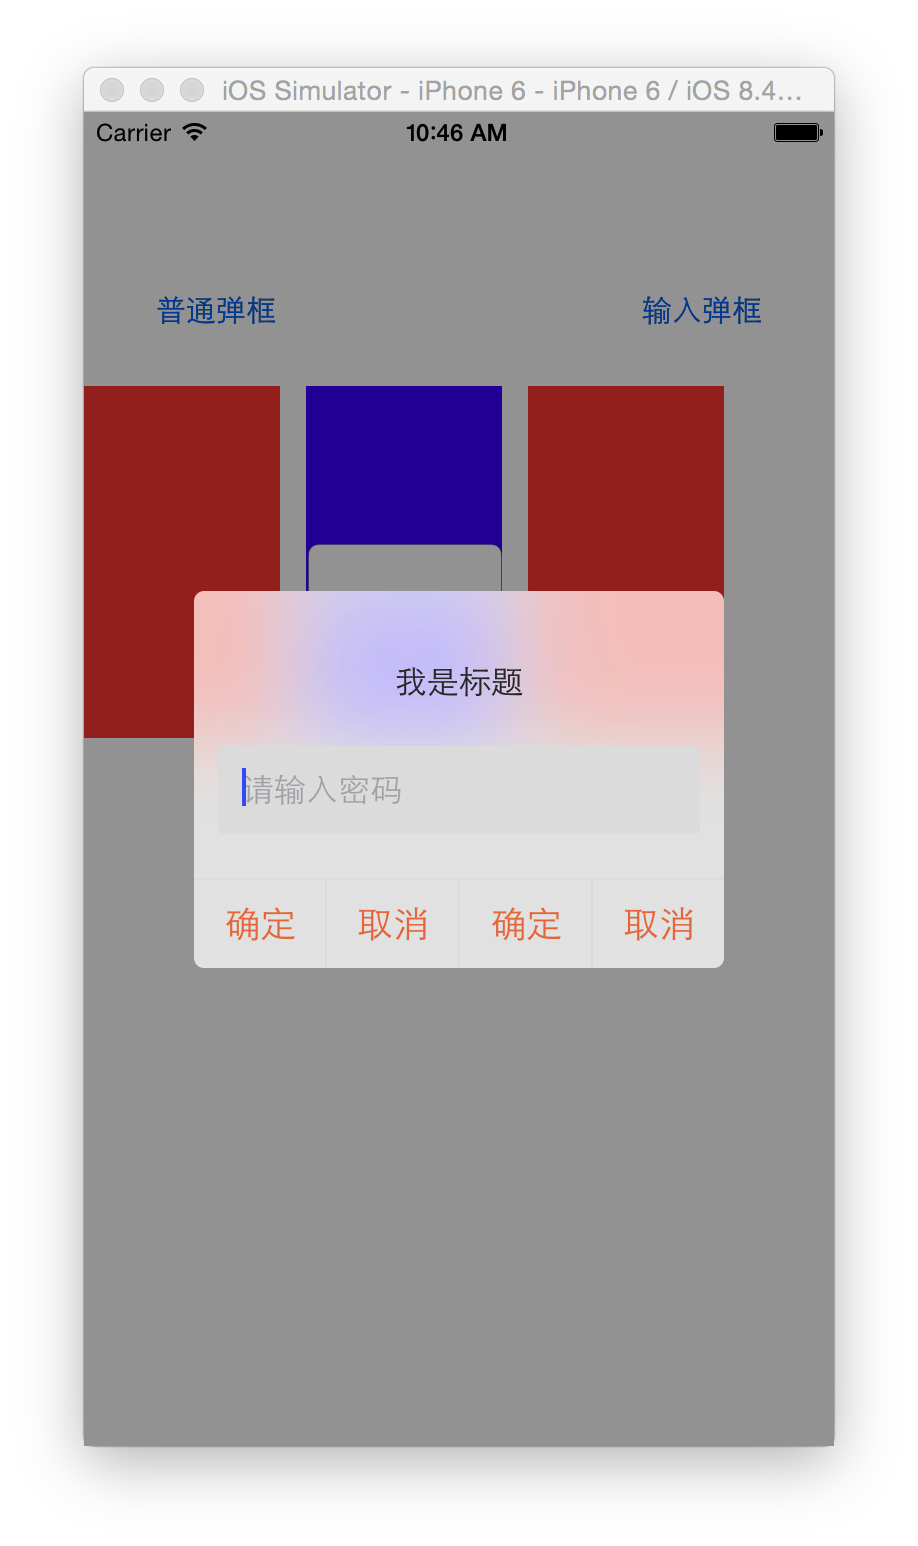 iOS Simulator - iPhone 6 - iPhone 6 / iOS 8.4...
Carrier 10:46 AM
普通弹框 输入弹框
我是标题
请输入密码
确定 取消 确定 取消